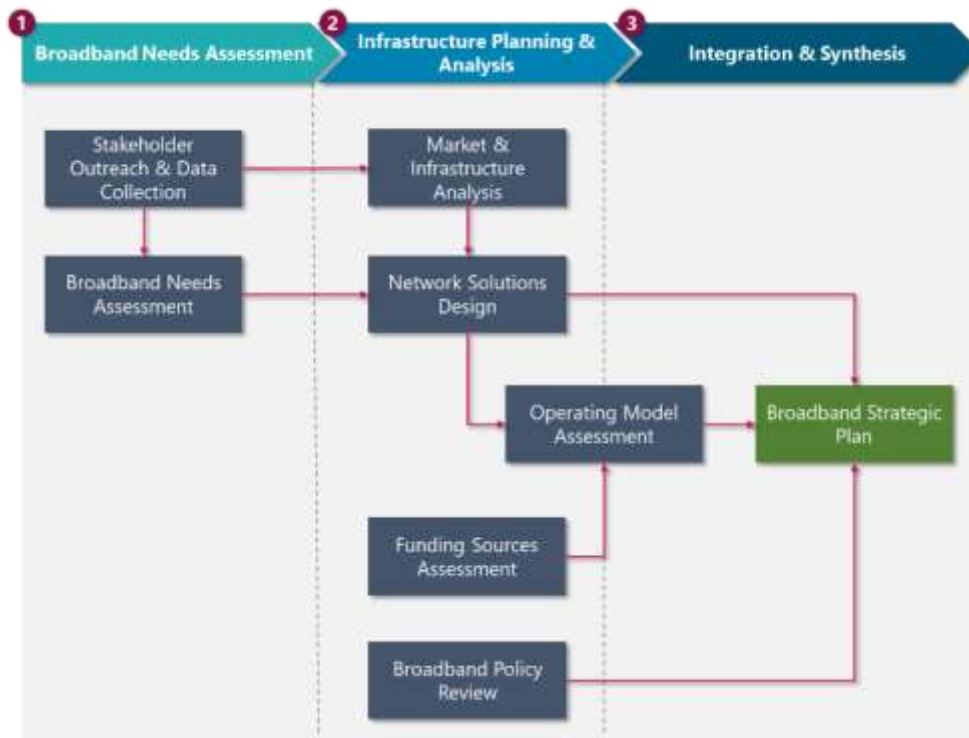 1
Broadband Needs Assessment
2
Infrastructure Planning &
Analysis
3
Integration & Synthesis
Stakeholder
Outreach & Data
Collection
Market &
Infrastructure
Analysis
Broadband Needs
Assessment
Network Solutions
Design
Operating Model
Assessment
Broadband Strategic
Plan
Funding Sources
Assessment
Broadband Policy
Review